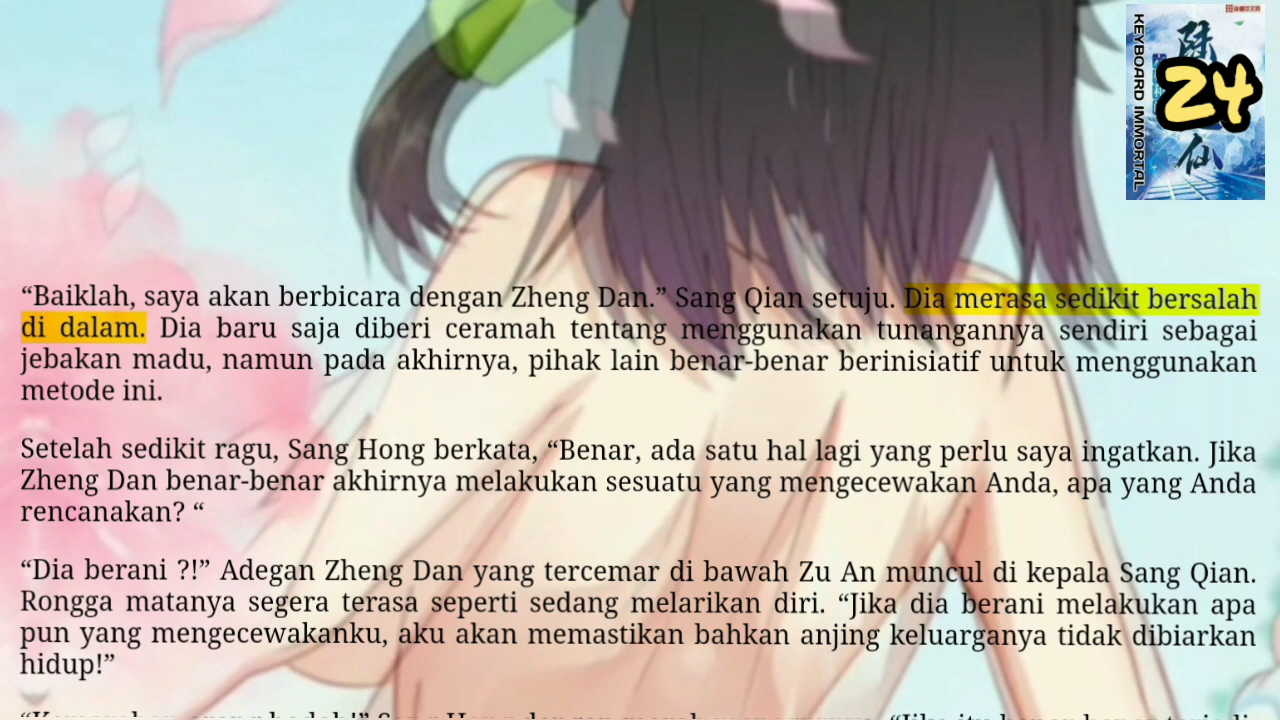 陆
24
仙
KEYBOARD IMMORTAL
“Baiklah, saya akan berbicara dengan Zheng Dan.” Sang Qian setuju. Dia merasa sedikit bersalah
di dalam. Dia baru saja diberi ceramah tentang menggunakan tunangannya sendiri sebagai
jebakan madu, namun pada akhirnya, pihak lain benar-benar berinisiatif untuk menggunakan
metode ini.
Setelah sedikit ragu, Sang Hong berkata, “Benar, ada satu hal lagi yang perlu saya ingatkan. Jika
Zheng Dan benar-benar akhirnya melakukan sesuatu yang mengecewakan Anda, apa yang Anda
rencanakan? “
“Dia berani ?!” Adegan Zheng Dan yang tercemar di bawah Zu An muncul di kepala Sang Qian.
Rongga matanya segera terasa seperti sedang melarikan diri. “Jika dia berani melakukan apa
pun yang mengecewakanku, aku akan memastikan bahkan anjing keluarganya tidak dibiarkan
hidup!”